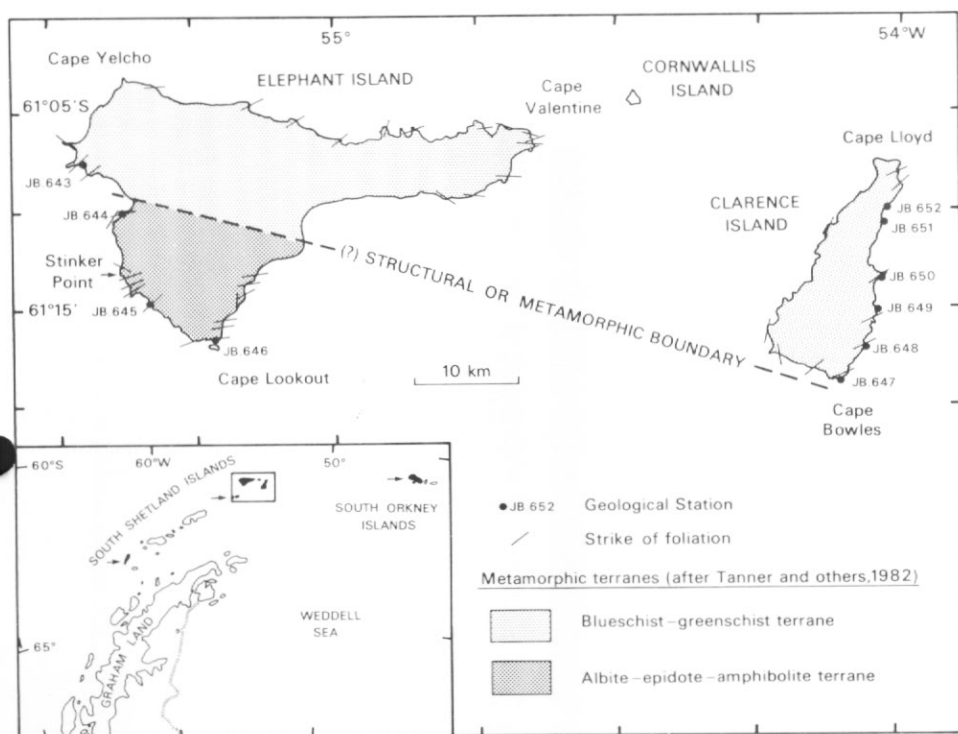 55°
54°W
Cape Yelcho
ELEPHANT ISLAND
CORNWALLIS
ISLAND
Cape
Valentine
61°05'S
Cape Lloyd
JB.643
CLARENCE
ISLAND
JB.652
JB.651
JB.644
Stinker
Point
(?) STRUCTURAL OR METAMORPHIC BOUNDARY
JB.650
61°15'
JB.645
JB.649
JB.646
JB.648
Cape Lookout
10 km
JB.647
Cape
Bowles
60°S
60°W
50°
SOUTH SHETLAND ISLANDS
SOUTH ORKNEY
ISLANDS
JB.652 Geological Station
Strike of foliation
Metamorphic terranes (after Tanner and others,1982)
WEDDELL
SEA
Blueschist–greenschist terrane
65°
GRAHAM LAND
Albite–epidote–amphibolite terrane